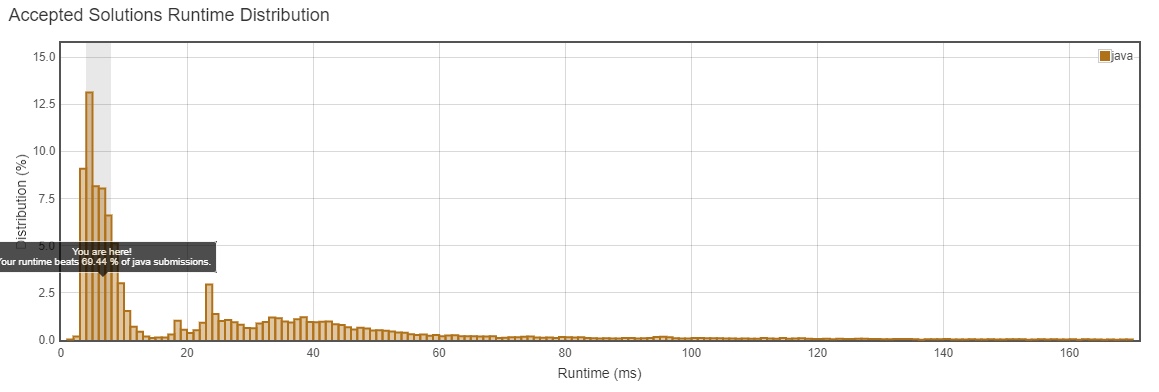 Accepted Solutions Runtime Distribution
15.0
java
12.5
10.0
Distribution (%)
7.5
5.0
You are here!
Your runtime beats 69.44 % of java submissions.
2.5
0.0
0
20
40
60
80
100
120
140
160
Runtime (ms)